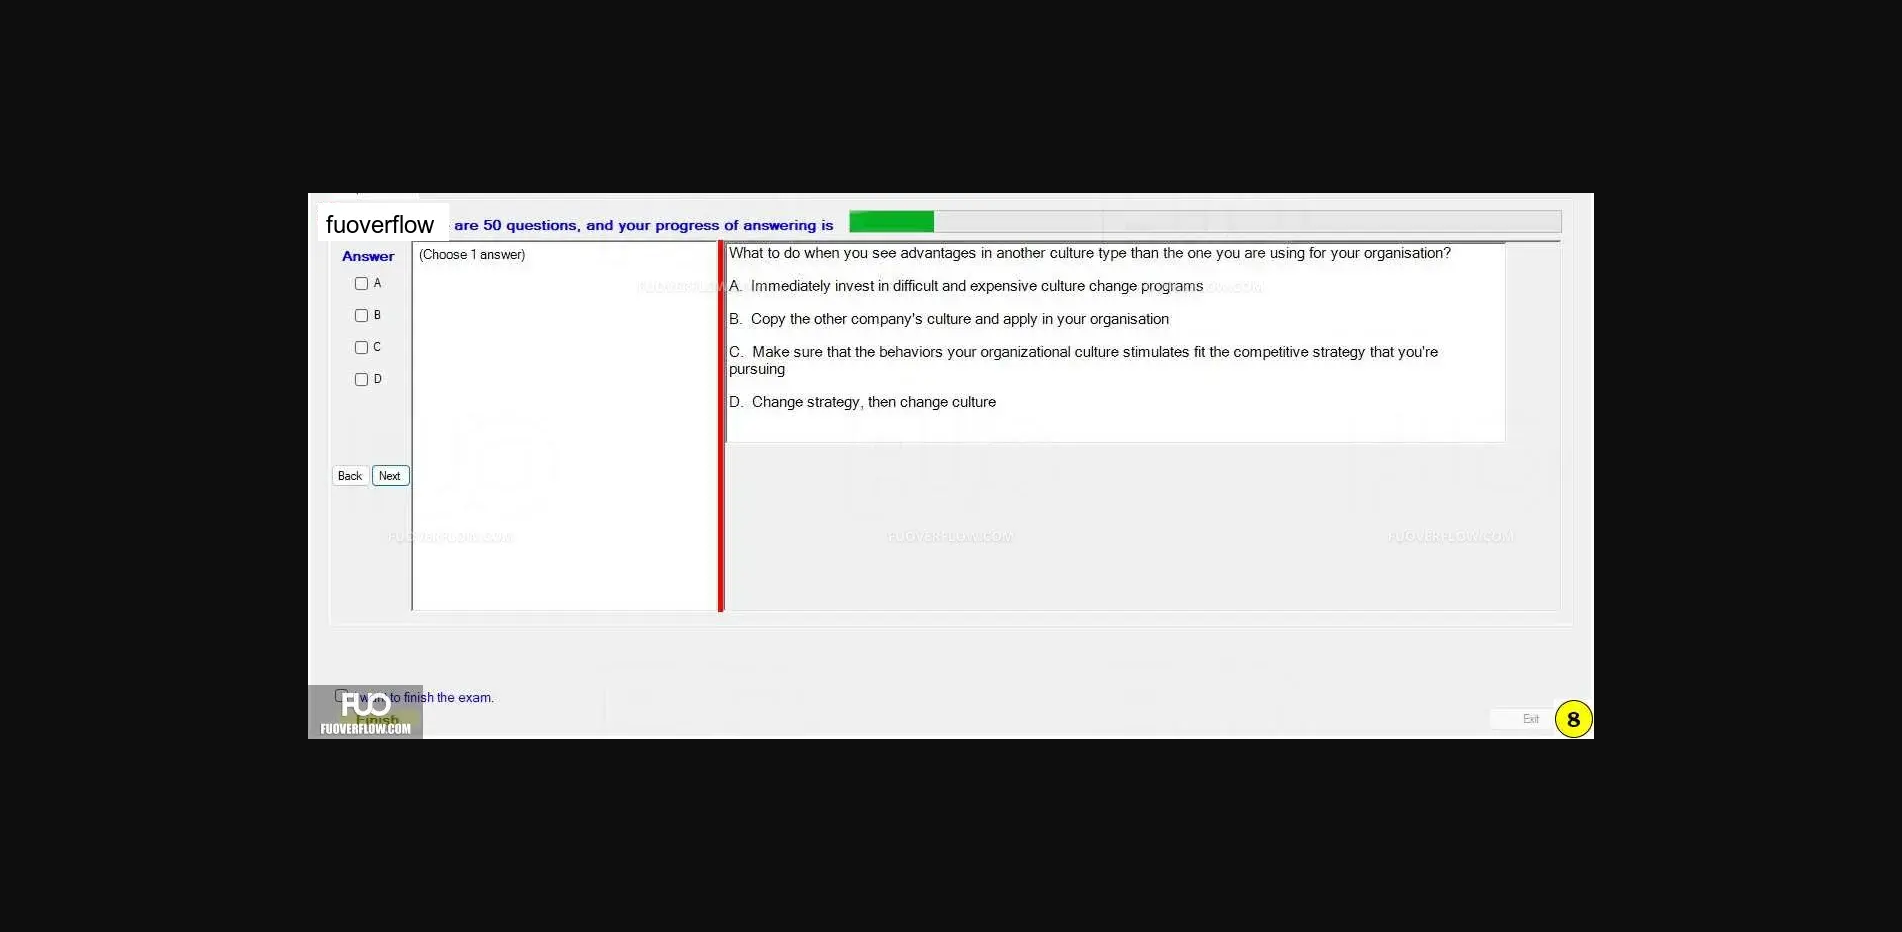 fuoverflow are 50 questions, and your progress of answering is
Answer
(Choose 1 answer)
A
B
C
D
Back Next
What to do when you see advantages in another culture type than the one you are using for your organisation?
A. Immediately invest in difficult and expensive culture change programs
B. Copy the other company's culture and apply in your organisation
C. Make sure that the behaviors your organizational culture stimulates fit the competitive strategy that you're
pursuing
D. Change strategy, then change culture
FUOVERFLOW.COM
FUOVERFLOW.COM
FUOVERFLOW.COM
want to finish the exam.
FUO
Finish
FUOVERFLOW.COM
Exit
8